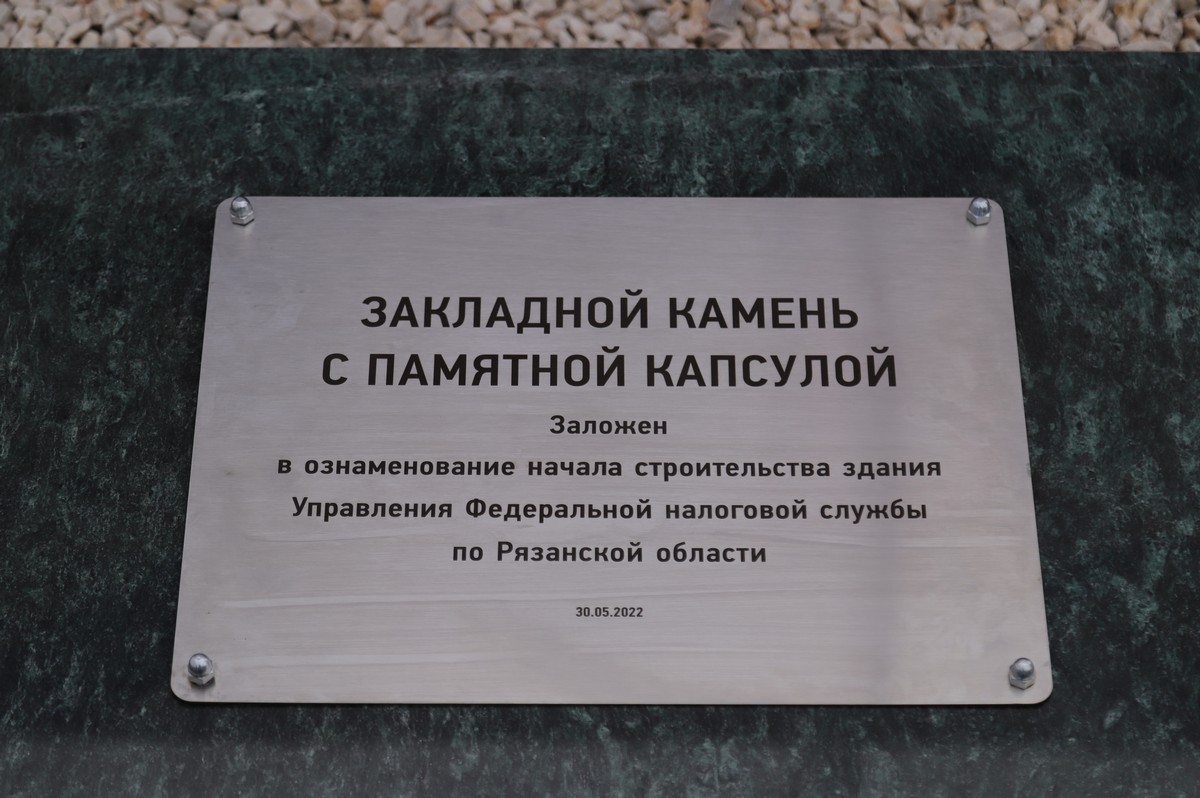 ЗАКЛАДНОЙ КАМЕНЬ
С ПАМЯТНОЙ КАПСУЛОЙ
Заложен
в ознаменование начала строительства здания
Управления Федеральной налоговой службы
по Рязанской области
30.05.2022